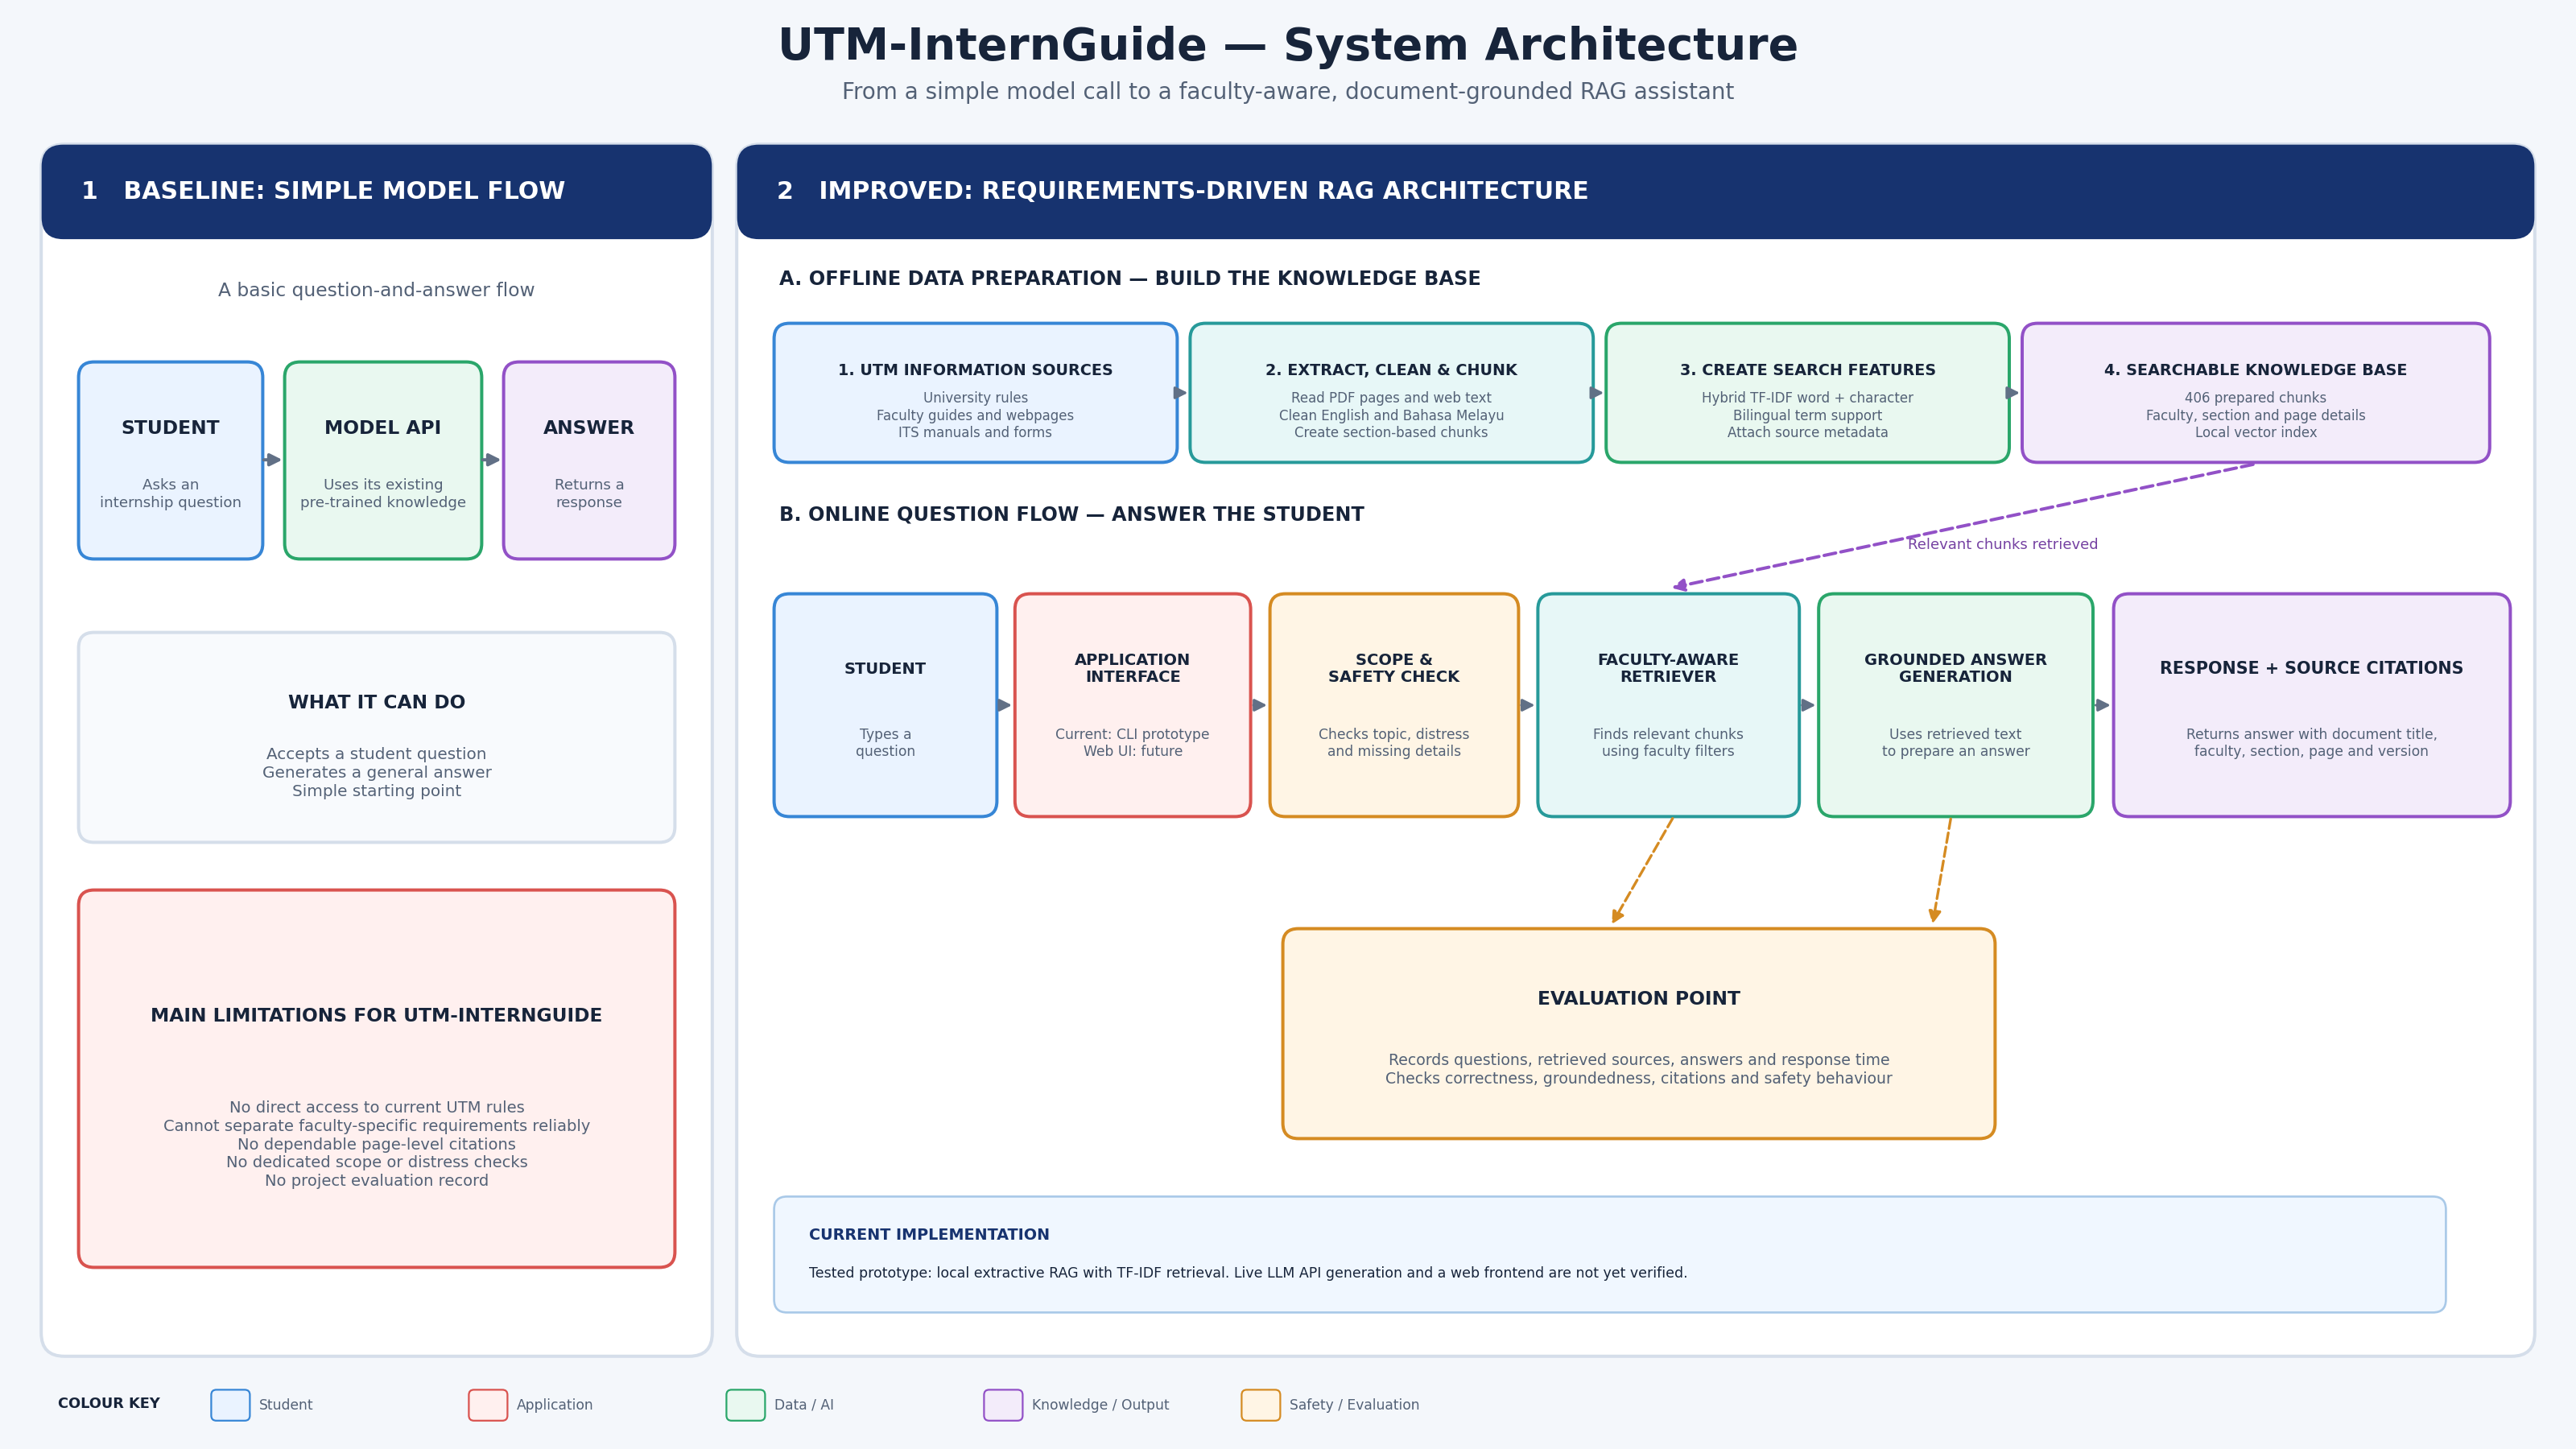 UTM-InternGuide — System Architecture
From a simple model call to a faculty-aware, document-grounded RAG assistant
1 BASELINE: SIMPLE MODEL FLOW
A basic question-and-answer flow
STUDENT
Asks an
internship question
MODEL API
Uses its existing
pre-trained knowledge
ANSWER
Returns a
response
WHAT IT CAN DO
Accepts a student question
Generates a general answer
Simple starting point
MAIN LIMITATIONS FOR UTM-INTERNGUIDE
No direct access to current UTM rules
Cannot separate faculty-specific requirements reliably
No dependable page-level citations
No dedicated scope or distress checks
No project evaluation record
2 IMPROVED: REQUIREMENTS-DRIVEN RAG ARCHITECTURE
A. OFFLINE DATA PREPARATION — BUILD THE KNOWLEDGE BASE
1. UTM INFORMATION SOURCES
University rules
Faculty guides and webpages
ITS manuals and forms
2. EXTRACT, CLEAN & CHUNK
Read PDF pages and web text
Clean English and Bahasa Melayu
Create section-based chunks
3. CREATE SEARCH FEATURES
Hybrid TF-IDF word + character
Bilingual term support
Attach source metadata
4. SEARCHABLE KNOWLEDGE BASE
406 prepared chunks
Faculty, section and page details
Local vector index
B. ONLINE QUESTION FLOW — ANSWER THE STUDENT
Relevant chunks retrieved
STUDENT
Types a
question
APPLICATION
INTERFACE
Current: CLI prototype
Web UI: future
SCOPE &
SAFETY CHECK
Checks topic, distress
and missing details
FACULTY-AWARE
RETRIEVER
Finds relevant chunks
using faculty filters
GROUNDED ANSWER
GENERATION
Uses retrieved text
to prepare an answer
RESPONSE + SOURCE CITATIONS
Returns answer with document title,
faculty, section, page and version
EVALUATION POINT
Records questions, retrieved sources, answers and response time
Checks correctness, groundedness, citations and safety behaviour
CURRENT IMPLEMENTATION
Tested prototype: local extractive RAG with TF-IDF retrieval. Live LLM API generation and a web frontend are not yet verified.
COLOUR KEY
Student
Application
Data / AI
Knowledge / Output
Safety / Evaluation